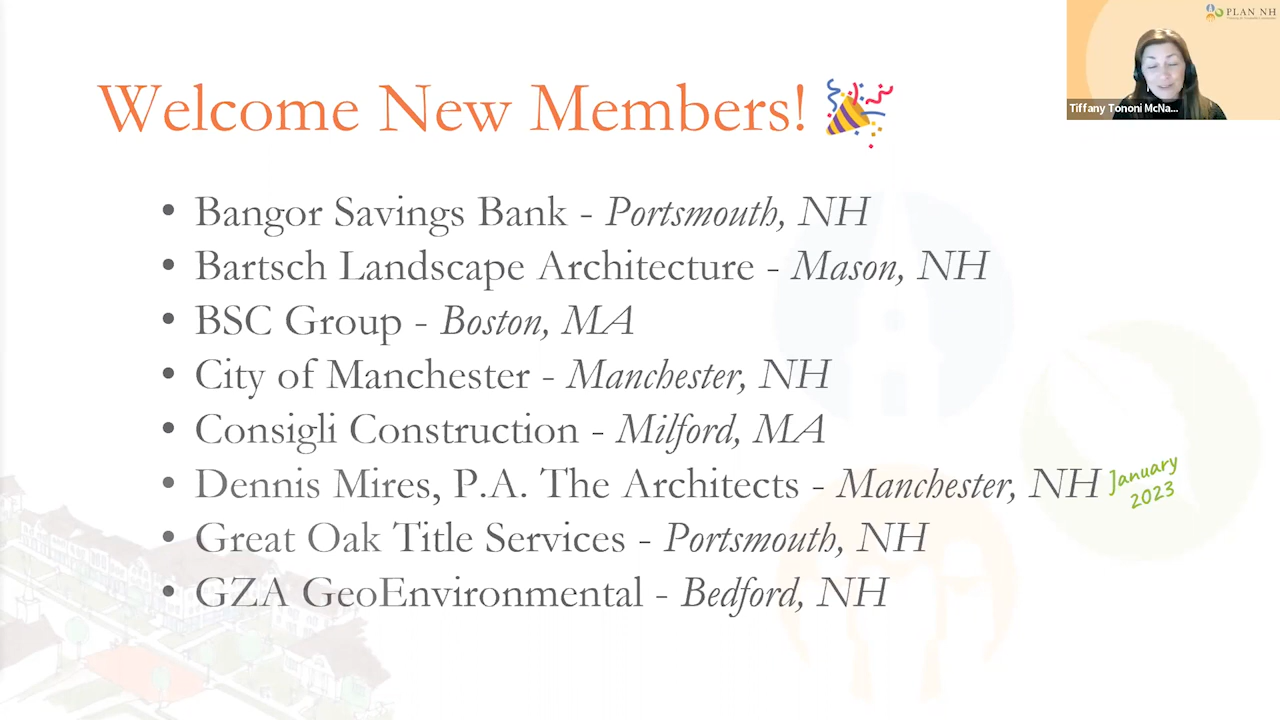 PLAN NH
Tiffany Tononi McNa...
Welcome New Members!
• Bangor Savings Bank - Portsmouth, NH
• Bartsch Landscape Architecture - Mason, NH
• BSC Group - Boston, MA
• City of Manchester - Manchester, NH
• Consigli Construction - Milford, MA
• Dennis Mires, P.A. The Architects - Manchester, NH
January
2023
• Great Oak Title Services - Portsmouth, NH
• GZA GeoEnvironmental - Bedford, NH